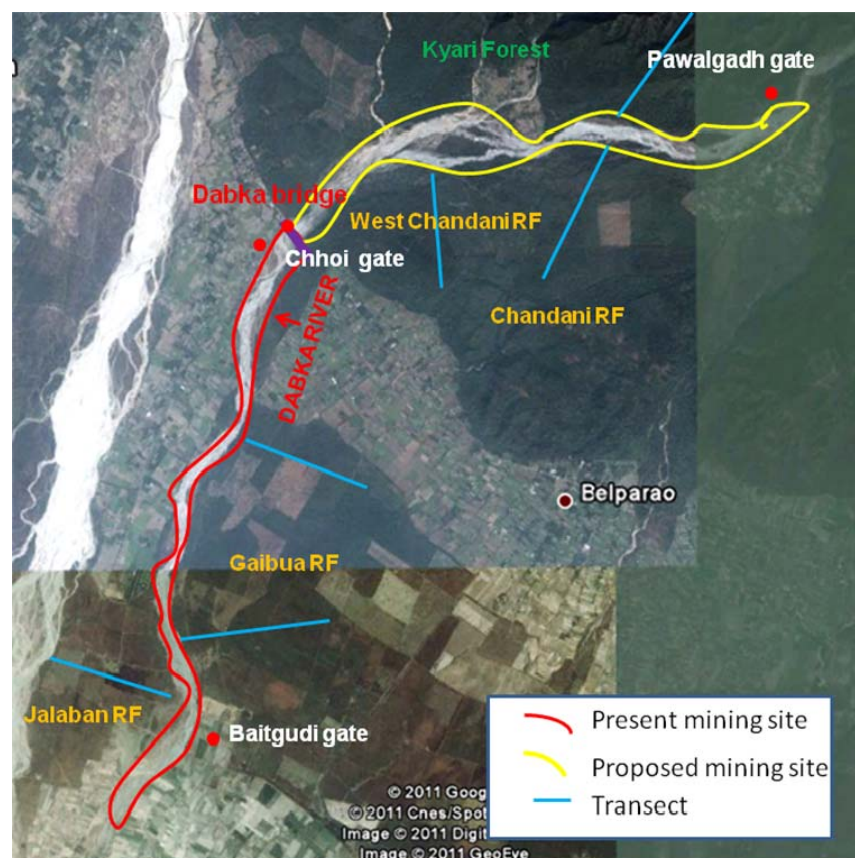 Kyari Forest
Pawalgadh gate
Dabka bridge
West Chandani RF
Chhoi gate
Chandani RF
DABKA RIVER
Belparao
Gaibua RF
Jalaban RF
Baitgudi gate
Present mining site
Proposed mining site
Transect
© 2011 Goog
© 2011 Cnes/Spot
Image © 2011 Digit
Image © 2011 GeoEye